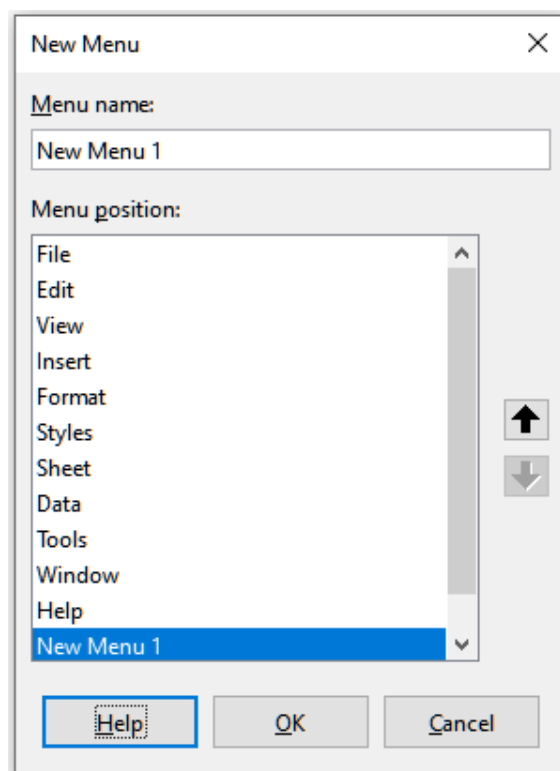 New Menu
Menu name:
New Menu 1
Menu position:
File
Edit
View
Insert
Format
Styles
Sheet
Data
Tools
Window
Help
New Menu 1
Help
OK
Cancel